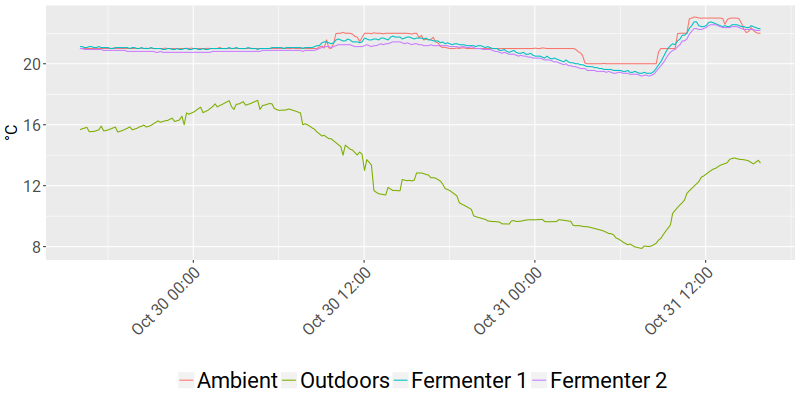 °C
20
16
12
8
Oct 30 00:00
Oct 30 12:00
Oct 31 00:00
Oct 31 12:00
Ambient Outdoors Fermenter 1 Fermenter 2